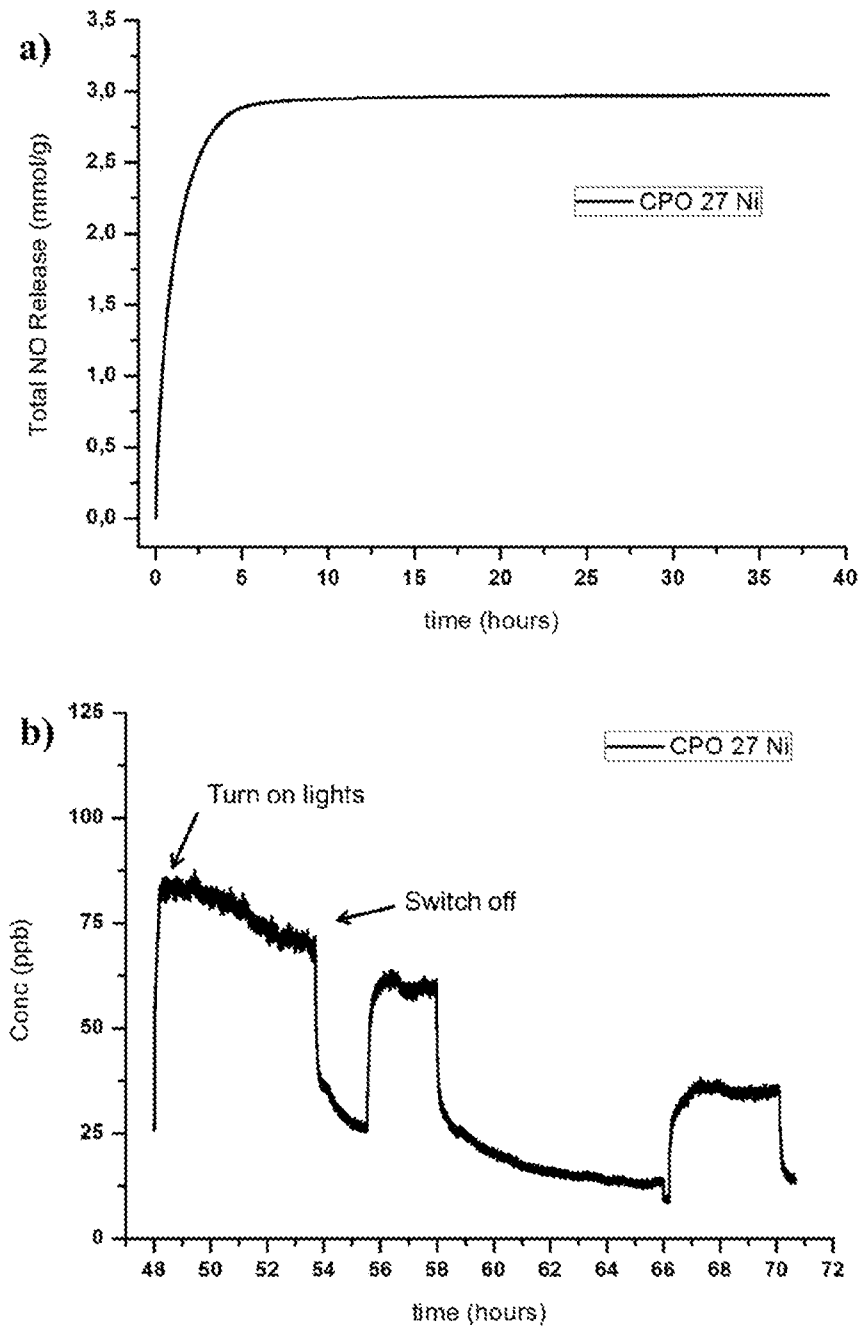 a)
3,5
3,0
2,5
2,0
1,5
1,0
0,5
0,0
Total NO Release (mmol/g)
CPO 27 Ni
0 5 10 15 20 25 30 35 40
time (hours)
b)
125
100
75
50
25
0
Conc (ppb)
CPO 27 Ni
Turn on lights
Switch off
48 50 52 54 56 58 60 62 64 66 68 70 72
time (hours)